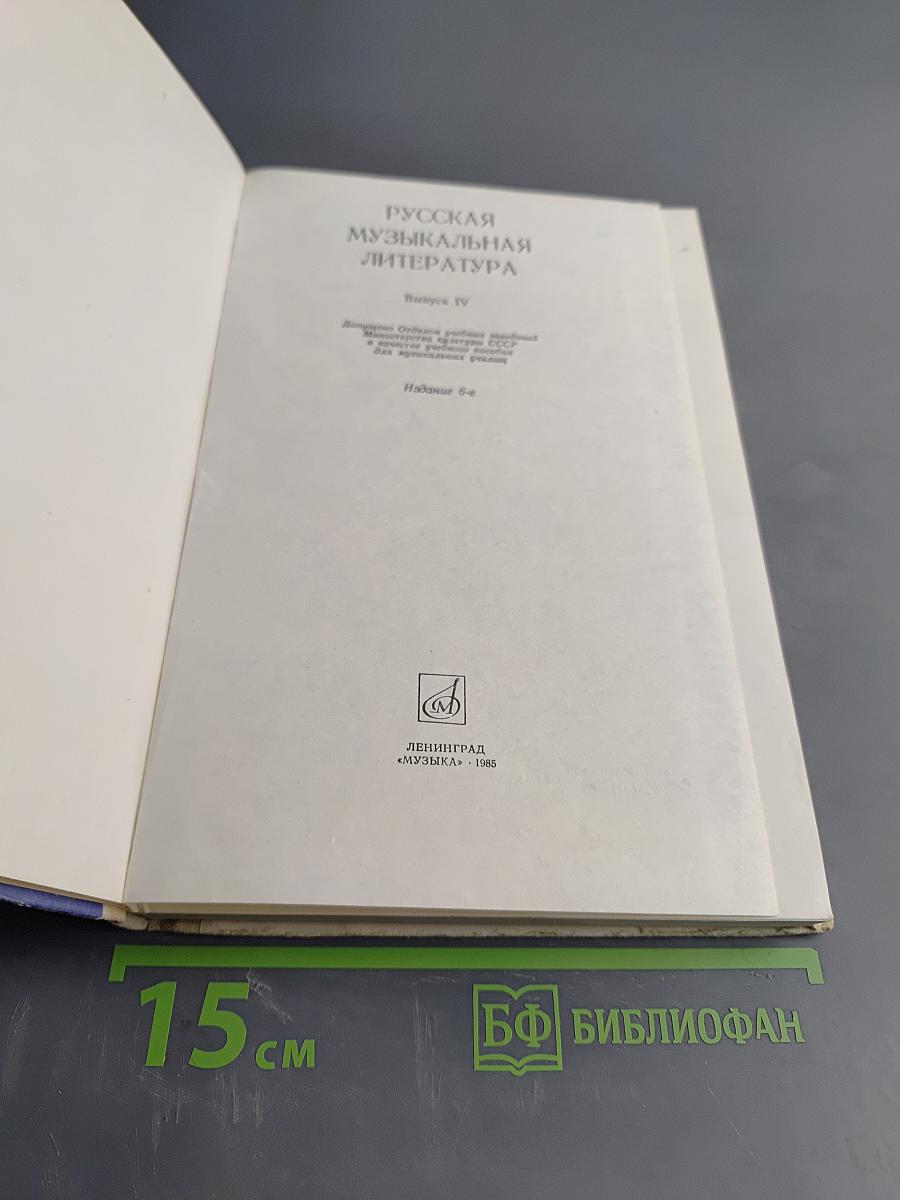 РУССКАЯ
МУЗЫКАЛЬНАЯ
ЛИТЕРАТУРА
Выпуск IV
Допущено Отделом учебных заведений
Министерства культуры СССР
в качестве учебного пособия
для музыкальных училищ
Издание 6-е
М
ЛЕНИНГРАД
«МУЗЫКА» · 1985
15 см
БФ БИБЛИОФАН